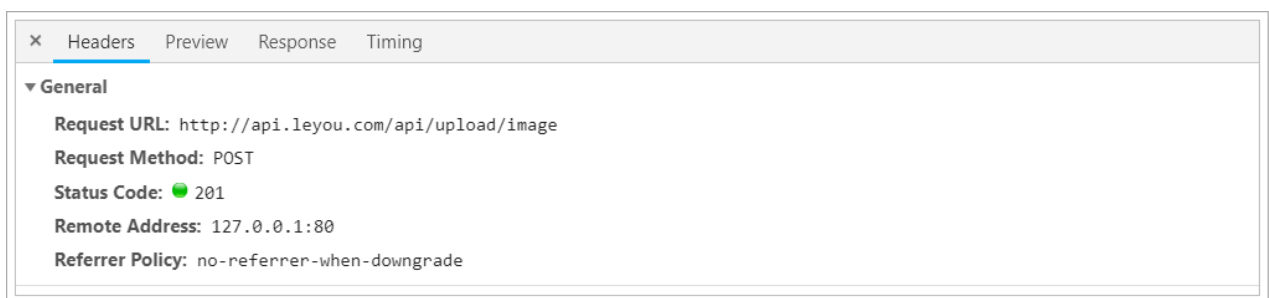 × Headers Preview Response Timing
▼ General
Request URL: http://api.leyou.com/api/upload/image
Request Method: POST
Status Code: 201
Remote Address: 127.0.0.1:80
Referrer Policy: no-referrer-when-downgrade